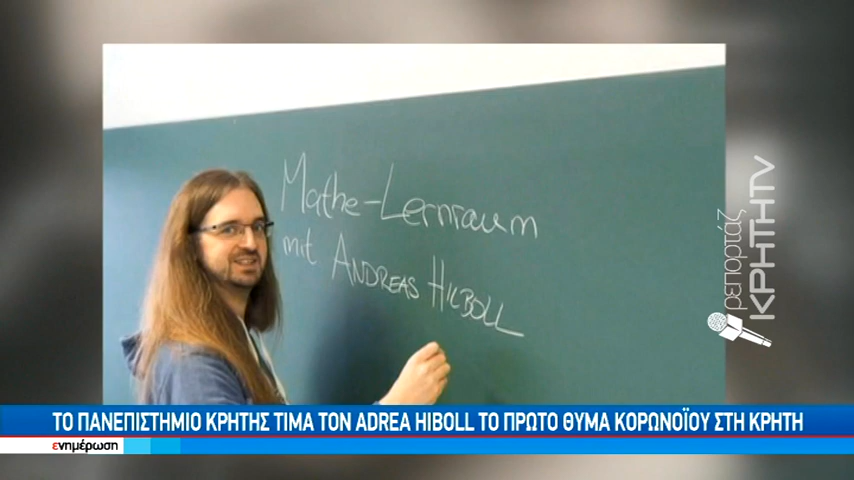 Mathe-Lernraum
mit ANDREAS HILBOLL
ρεπορτάζ
ΚΡΗΤΗTV
ΤΟ ΠΑΝΕΠΙΣΤΗΜΙΟ ΚΡΗΤΗΣ ΤΙΜΑ ΤΟΝ ADREA HIBOLL ΤΟ ΠΡΩΤΟ ΘΥΜΑ ΚΟΡΩΝΟΪΟΥ ΣΤΗ ΚΡΗΤΗ
ενημέρωση